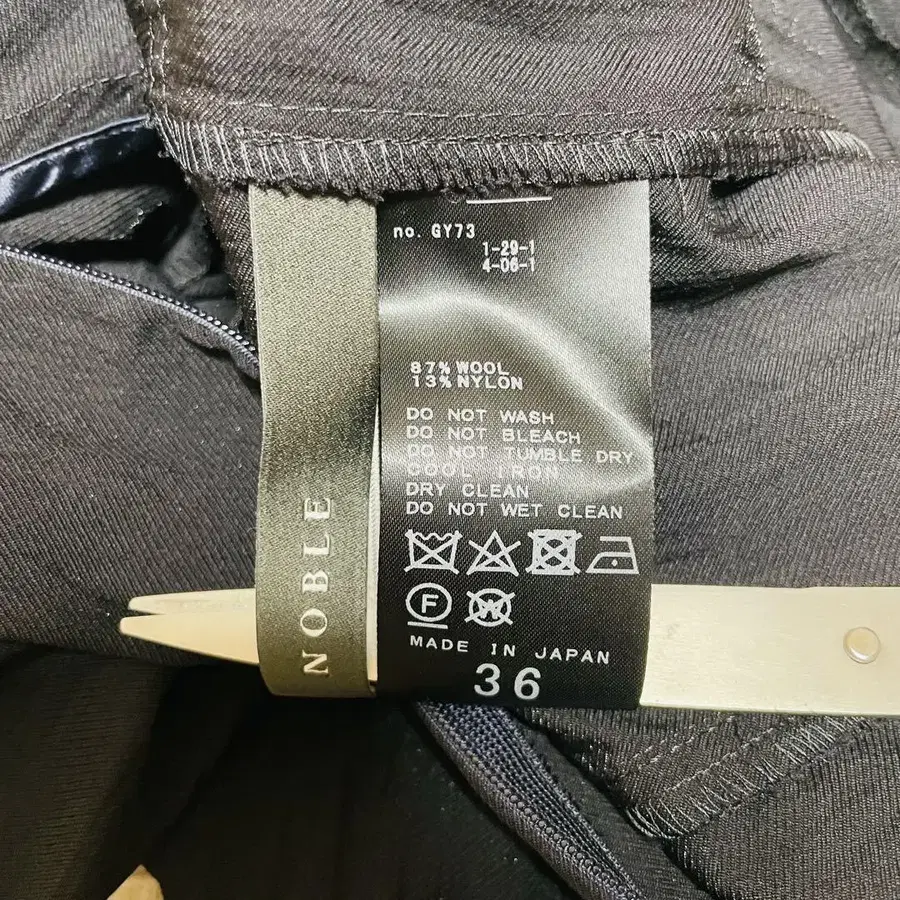 no. GY73
1-29-1
4-06-1
87% WOOL
13% NYLON
DO NOT WASH
DO NOT BLEACH
DO NOT TUMBLE DRY
COOL IRON
DRY CLEAN
DO NOT WET CLEAN
F
W
MADE IN JAPAN
36
NOBLE